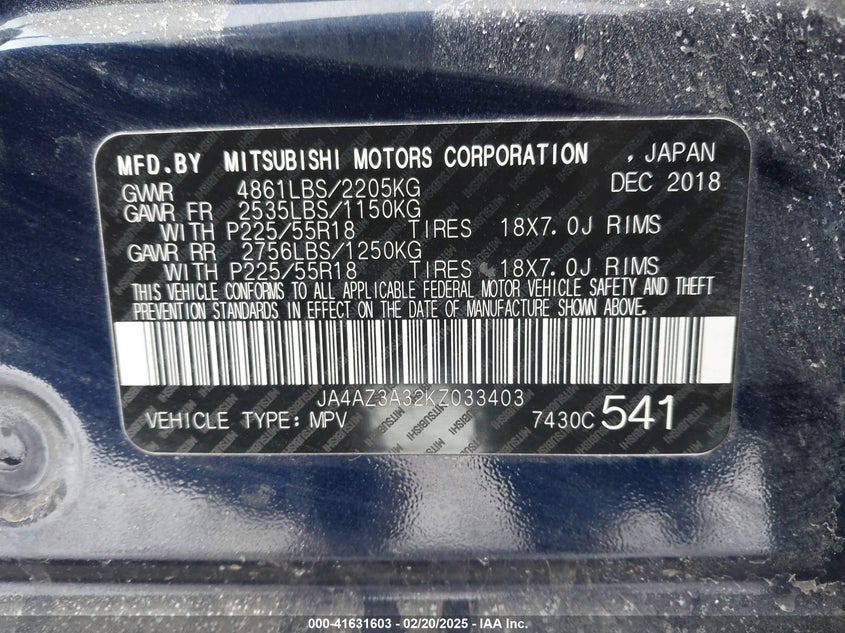 MFD.BY MITSUBISHI MOTORS CORPORATION , JAPAN
GVWR 4861LBS/2205KG DEC 2018
GAWR FR 2535LBS/1150KG
WITH P225/55R18 TIRES 18X7.0J RIMS
GAWR RR 2756LBS/1250KG
WITH P225/55R18 TIRES 18X7.0J RIMS
THIS VEHICLE CONFORMS TO ALL APPLICABLE FEDERAL MOTOR VEHICLE SAFETY AND THEFT
PREVENTION STANDARDS IN EFFECT ON THE DATE OF MANUFACTURE SHOWN ABOVE.
JA4AZ3A32KZ033403
VEHICLE TYPE: MPV 7430C 541
000-41631603 - 02/20/2025 - IAA Inc.